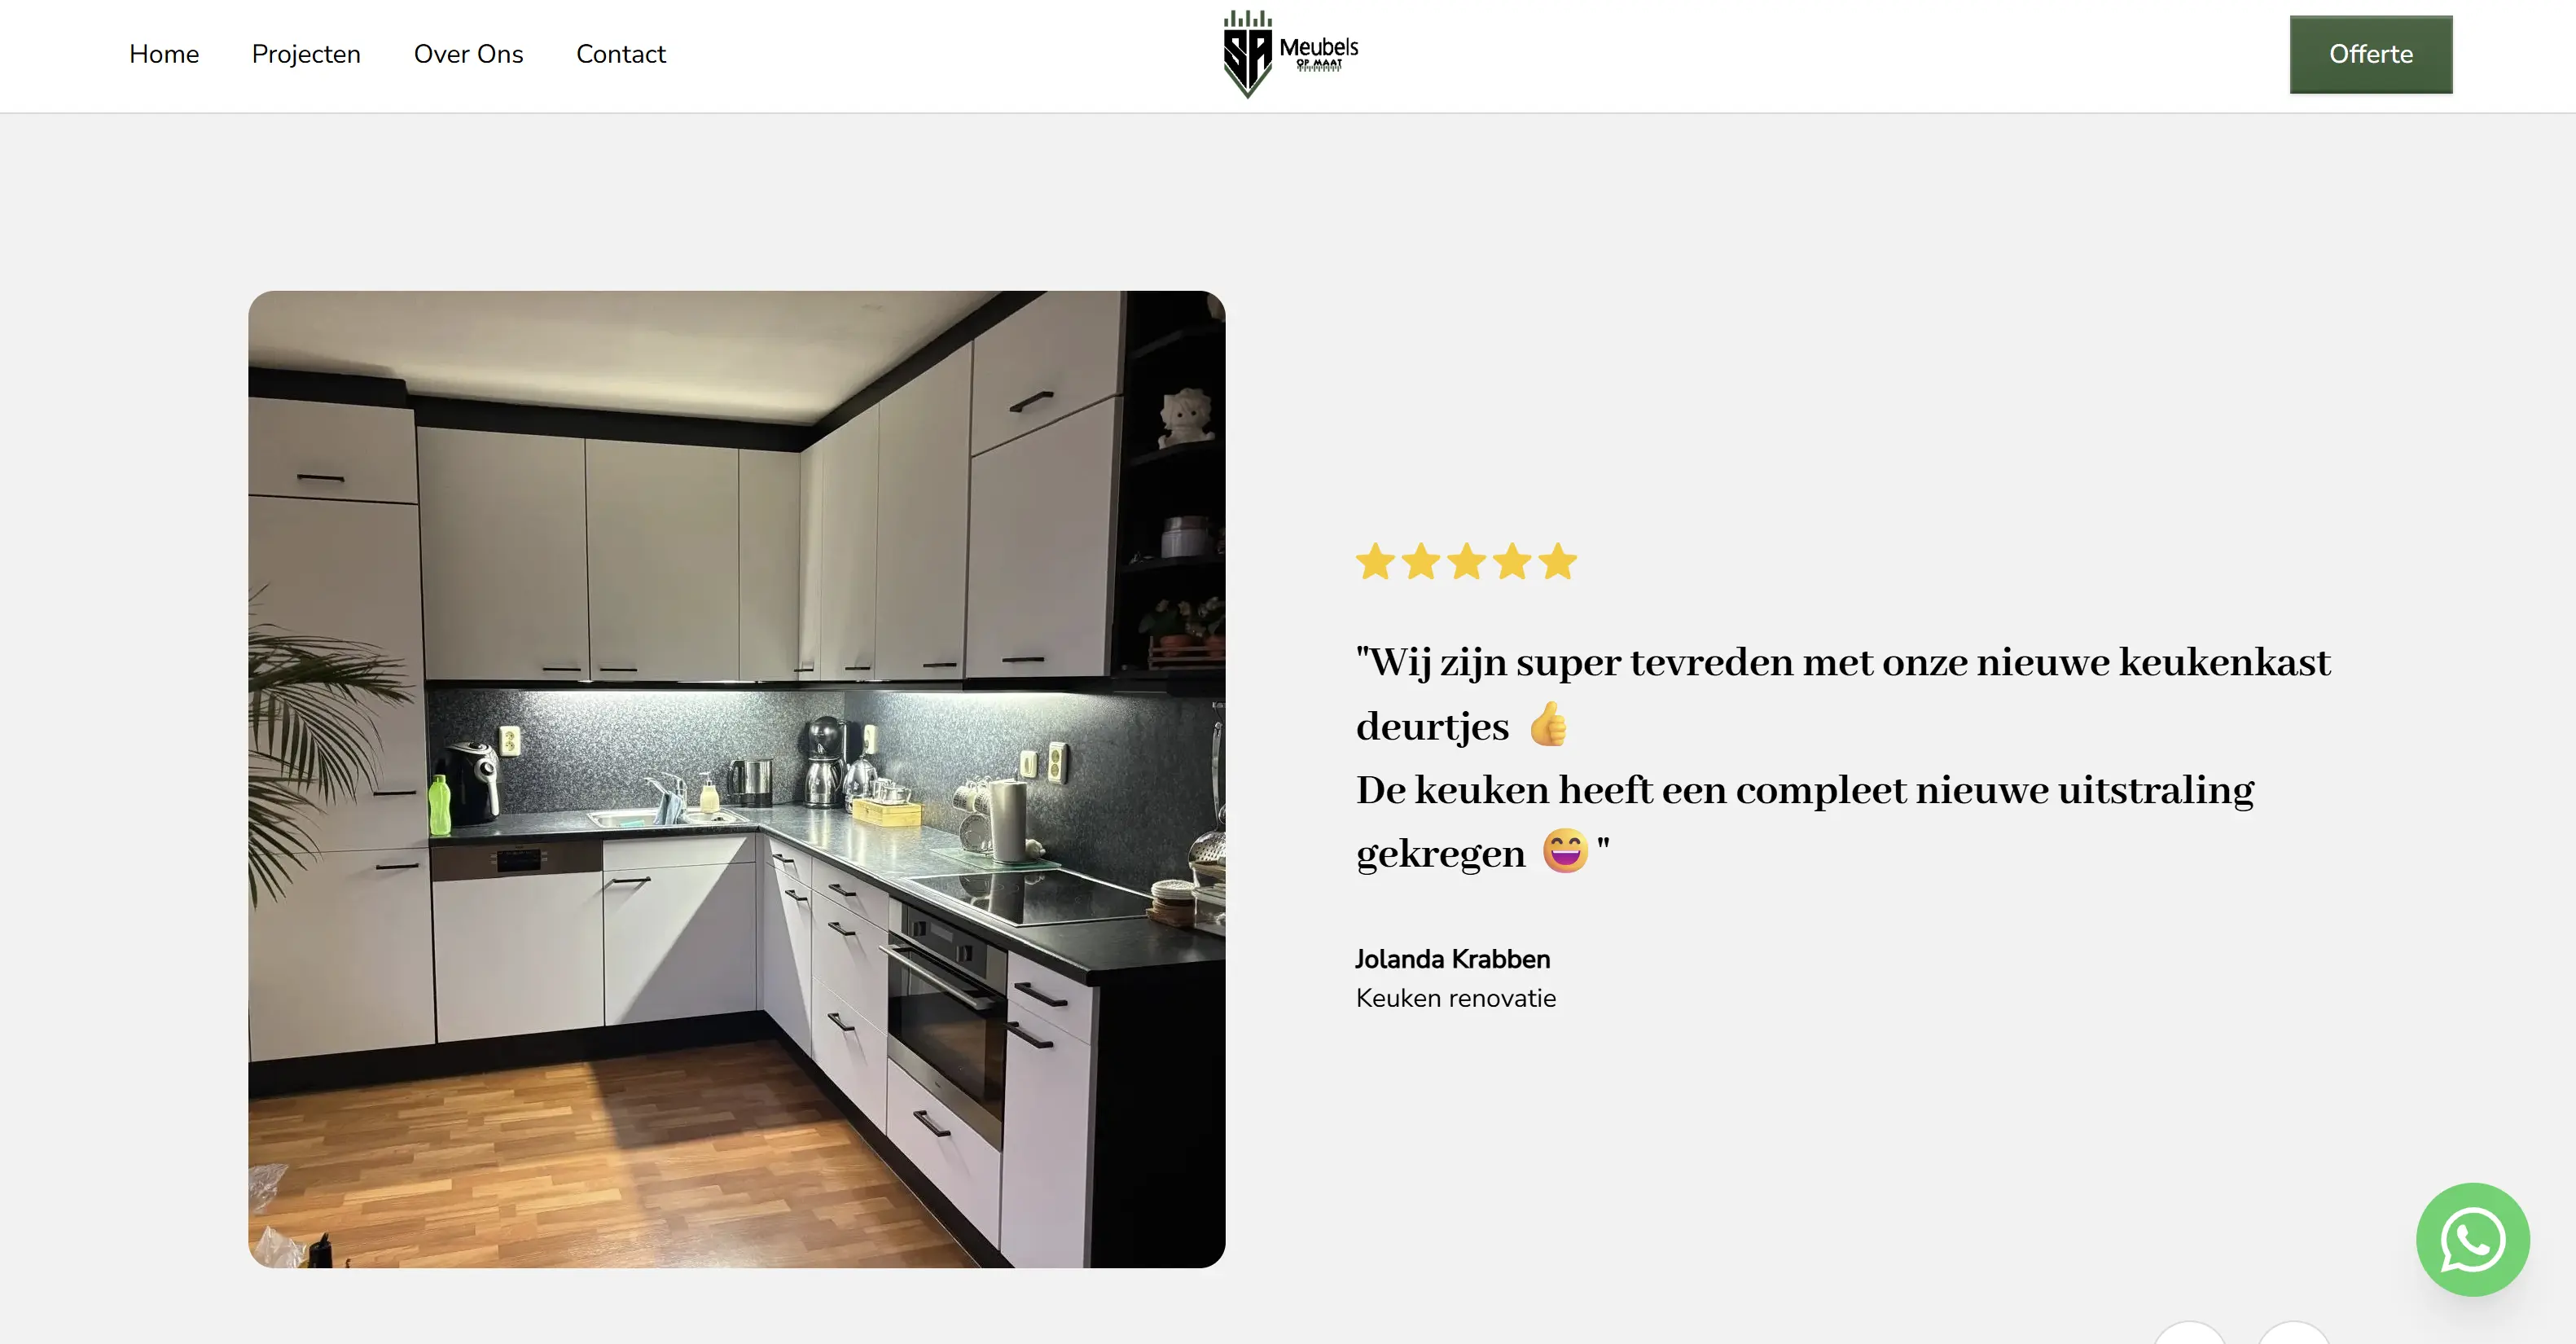 Home
Projecten
Over Ons
Contact
SA
Meubels
OP MAAT
Offerte
"Wij zijn super tevreden met onze nieuwe keukenkast
deurtjes 👍
De keuken heeft een compleet nieuwe uitstraling
gekregen 😄 "
Jolanda Krabben
Keuken renovatie